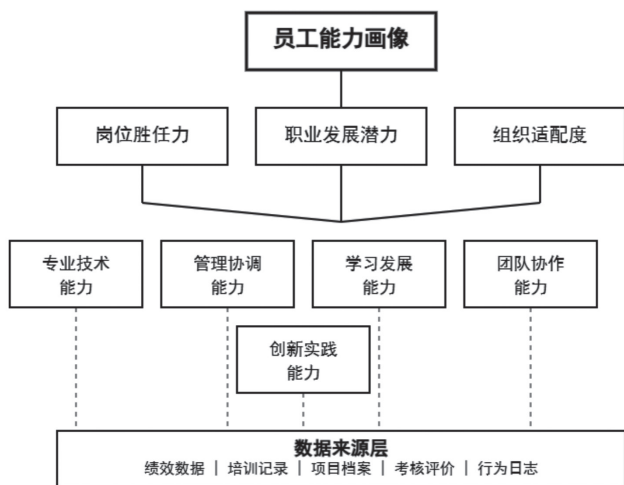 员工能力画像
岗位胜任力
职业发展潜力
组织适配度
专业技术
能力
管理协调
能力
学习发展
能力
团队协作
能力
创新实践
能力
数据来源层
绩效数据 | 培训记录 | 项目档案 | 考核评价 | 行为日志